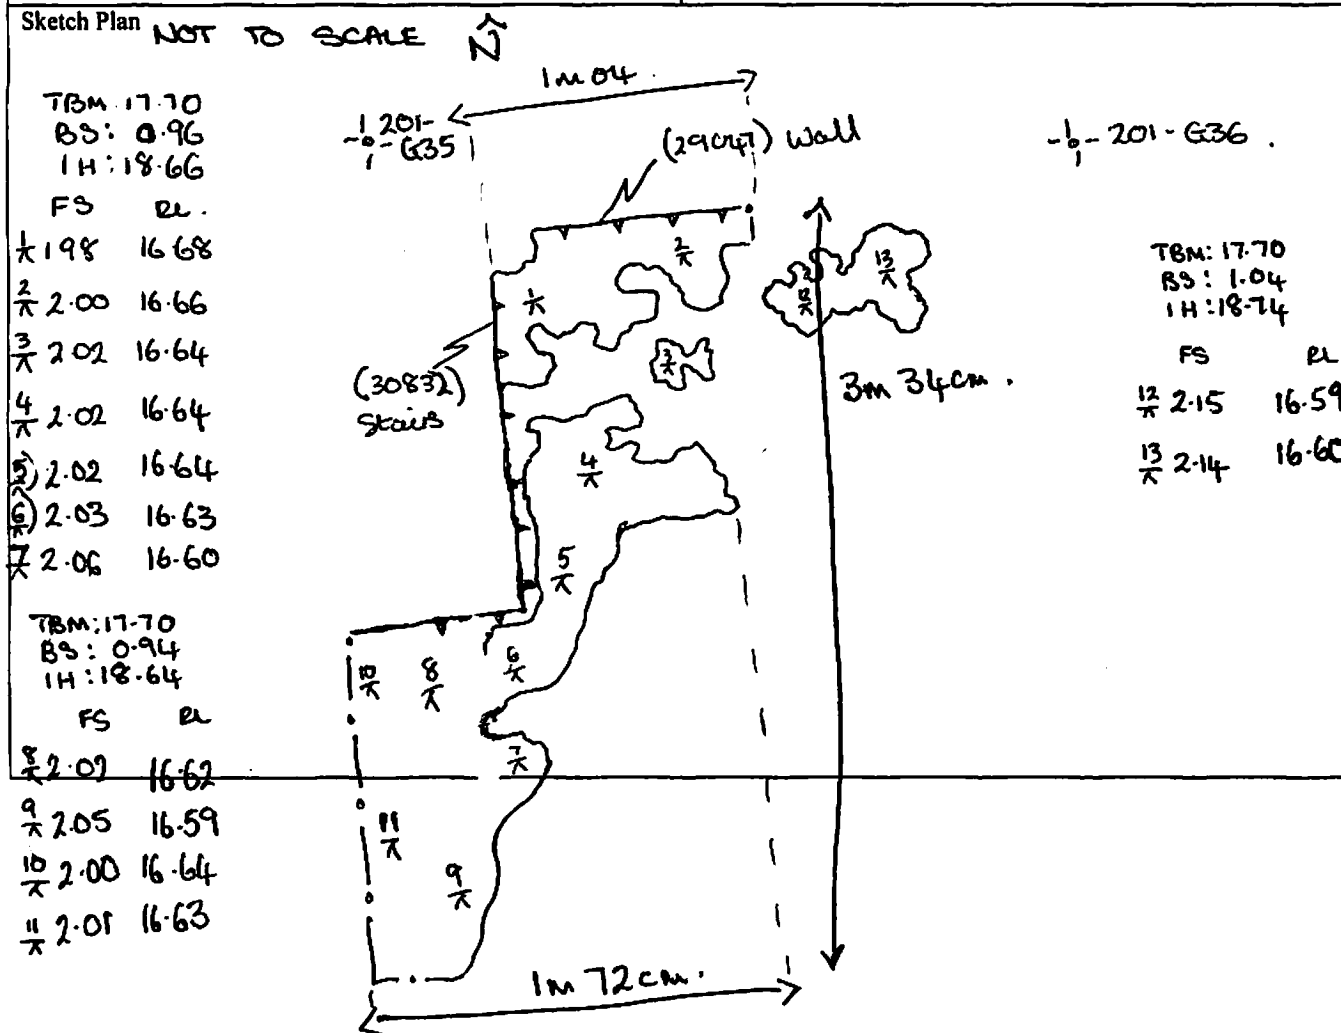 Sketch Plan NOT TO SCALE N
TBM: 17.70
BS: 0.96
IH: 18.66
FS RL.
1/⊼ 1.98 16.68
2/⊼ 2.00 16.66
3/⊼ 2.02 16.64
4/⊼ 2.02 16.64
5) 2.02 16.64
6/⊼) 2.03 16.63
7/⊼ 2.06 16.60
TBM: 17.70
BS: 0.94
IH: 18.64
FS RL
8/⊼ 2.02 16.62
9/⊼ 2.05 16.59
10/⊼ 2.00 16.64
11/⊼ 2.01 16.63
1m 04.
201-
G35
(29047) Wall
201-G36.
2/⊼
1/⊼
13/⊼
12/⊼
3/⊼
(30832)
Stairs
3m 34cm.
4/⊼
5/⊼
10/⊼
8/⊼
6/⊼
7/⊼
11/⊼
9/⊼
1m 72cm.
TBM: 17.70
BS: 1.04
IH: 18.74
FS RL
12/⊼ 2.15 16.59
13/⊼ 2.14 16.60